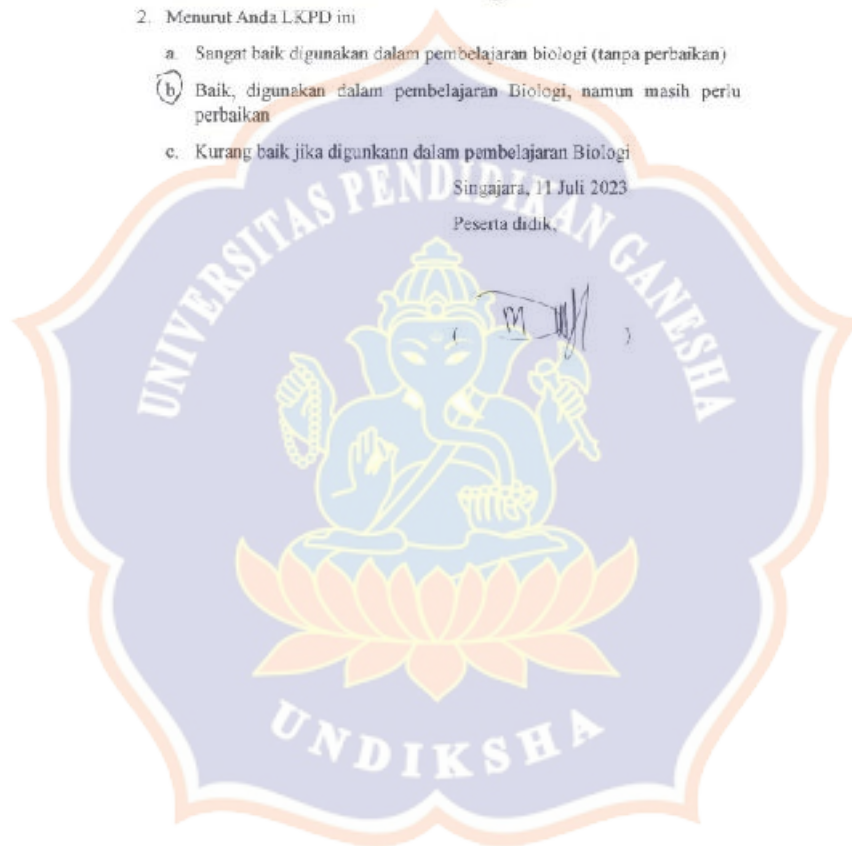 2. Menurut Anda LKPD ini
a. Sangat baik digunakan dalam pembelajaran biologi (tanpa perbaikan)
b. Baik, digunakan dalam pembelajaran Biologi, namun masih perlu
perbaikan
c. Kurang baik jika digunkann dalam pembelajaran Biologi
Singajara, 11 Juli 2023
Peserta didik,
( )
UNIVERSITAS PENDIDIKAN GANESHA
UNDIKSHA